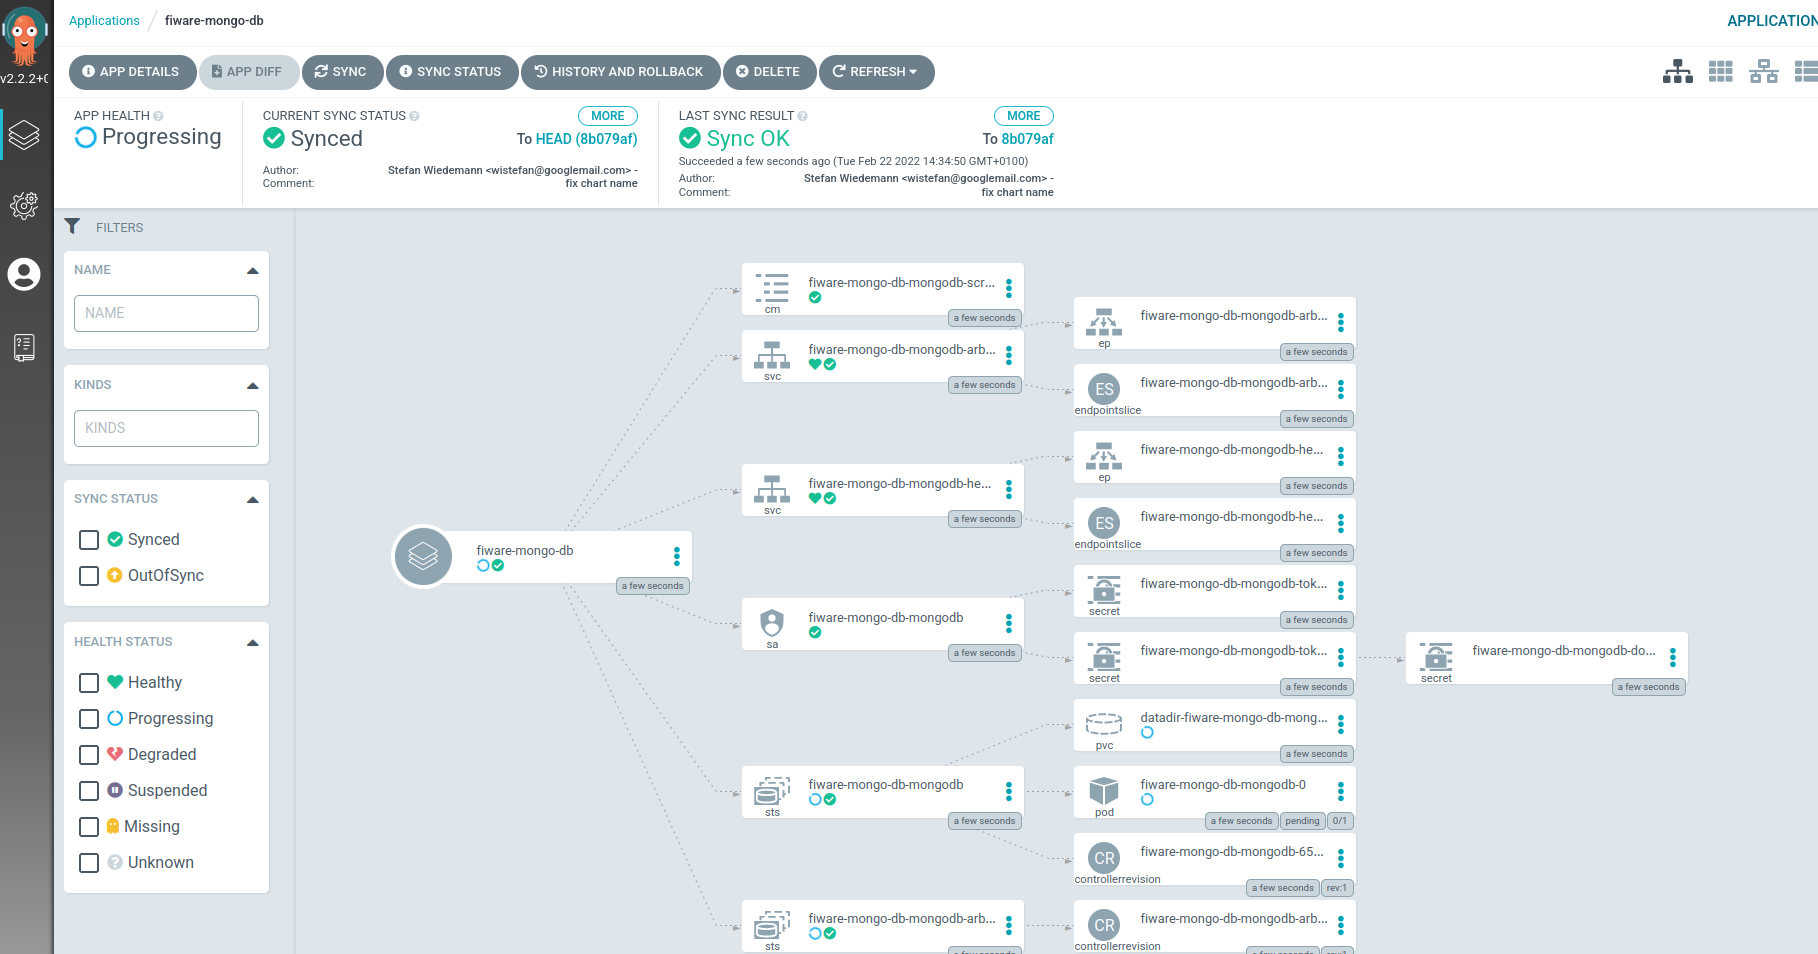 Applications / fiware-mongo-db
APPLICATION
v2.2.2+0
APP DETAILS
APP DIFF
SYNC
SYNC STATUS
HISTORY AND ROLLBACK
DELETE
REFRESH
APP HEALTH
Progressing
CURRENT SYNC STATUS
MORE
Synced
To HEAD (8b079af)
Author: Stefan Wiedemann <wistefan@googlemail.com> -
Comment: fix chart name
LAST SYNC RESULT
MORE
Sync OK
To 8b079af
Succeeded a few seconds ago (Tue Feb 22 2022 14:34:50 GMT+0100)
Author: Stefan Wiedemann <wistefan@googlemail.com> -
Comment: fix chart name
FILTERS
NAME
NAME
KINDS
KINDS
SYNC STATUS
Synced
OutOfSync
HEALTH STATUS
Healthy
Progressing
Degraded
Suspended
Missing
Unknown
fiware-mongo-db
a few seconds
fiware-mongo-db-mongodb-scr...
cm
a few seconds
fiware-mongo-db-mongodb-arb...
svc
a few seconds
fiware-mongo-db-mongodb-he...
svc
a few seconds
fiware-mongo-db-mongodb
sa
a few seconds
fiware-mongo-db-mongodb
sts
a few seconds
fiware-mongo-db-mongodb-arb...
sts
fiware-mongo-db-mongodb-arb...
ep
a few seconds
fiware-mongo-db-mongodb-arb...
ES
endpointslice
a few seconds
fiware-mongo-db-mongodb-he...
ep
a few seconds
fiware-mongo-db-mongodb-he...
ES
endpointslice
a few seconds
fiware-mongo-db-mongodb-tok...
secret
a few seconds
fiware-mongo-db-mongodb-tok...
secret
a few seconds
datadir-fiware-mongo-db-mong...
pvc
a few seconds
fiware-mongo-db-mongodb-0
pod
a few seconds pending 0/1
fiware-mongo-db-mongodb-65...
CR
controllerrevision
a few seconds rev:1
fiware-mongo-db-mongodb-arb...
CR
controllerrevision
fiware-mongo-db-mongodb-do...
secret
a few seconds